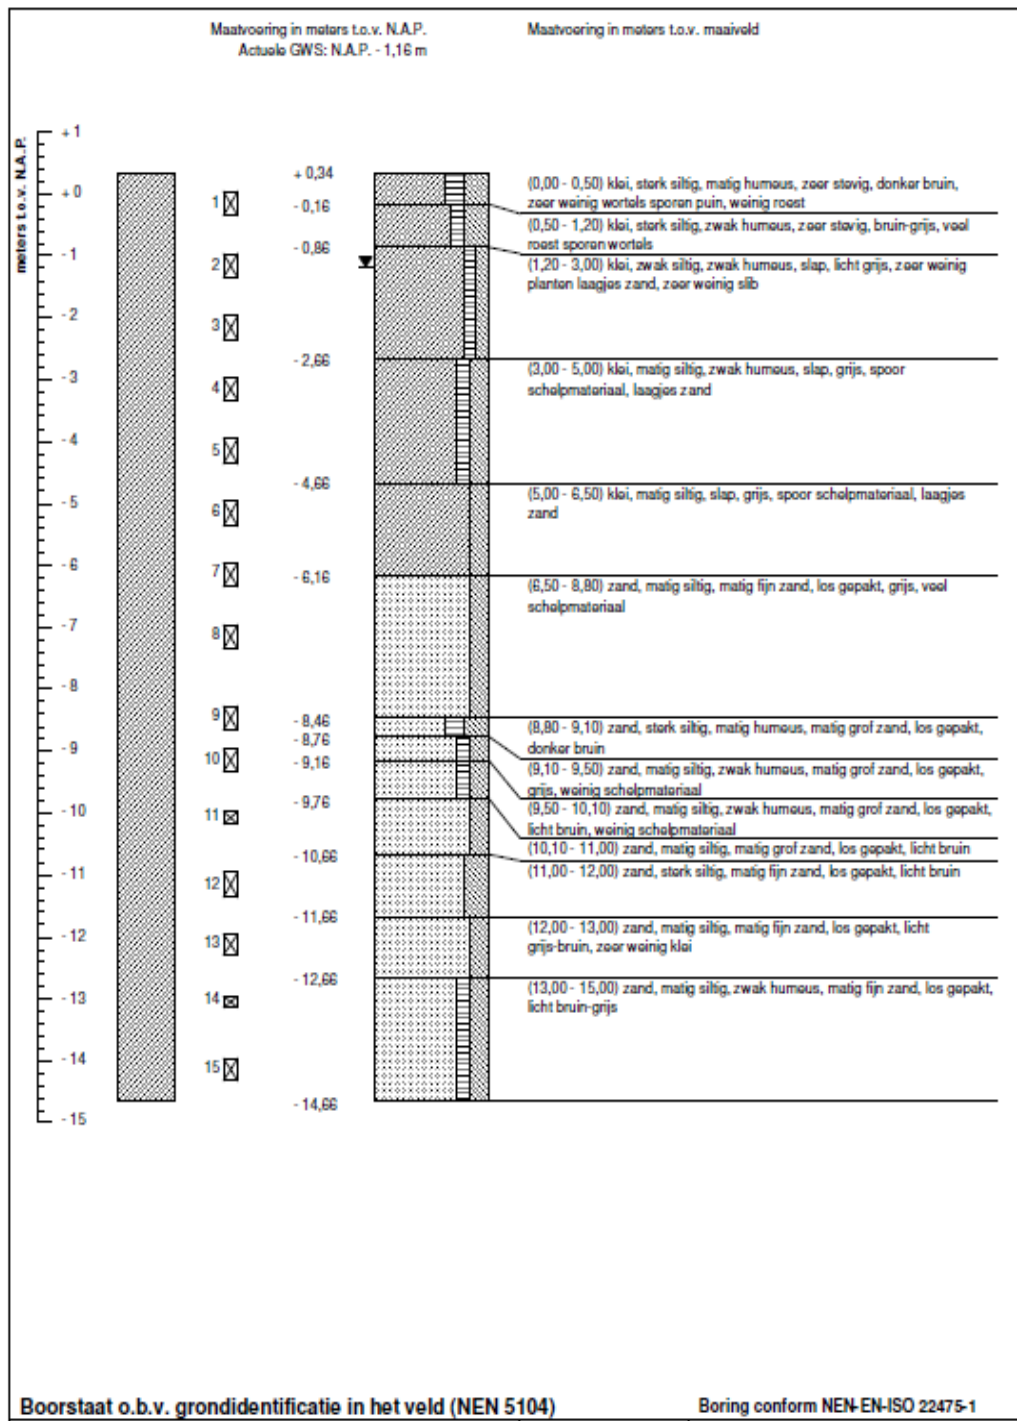 Maatvoering in meters t.o.v. N.A.P.
Actuele GWS: N.A.P. - 1,16 m
Maatvoering in meters t.o.v. maaiveld
meters t.o.v. N.A.P.
+ 1
+ 0
- 1
- 2
- 3
- 4
- 5
- 6
- 7
- 8
- 9
- 10
- 11
- 12
- 13
- 14
- 15
1
2
3
4
5
6
7
8
9
10
11
12
13
14
15
+ 0,34
- 0,16
- 0,86
- 2,66
- 4,66
- 6,16
- 8,46
- 8,76
- 9,16
- 9,76
- 10,66
- 11,66
- 12,66
- 14,66
(0,00 - 0,50) klei, sterk siltig, matig humeus, zeer stevig, donker bruin,
zeer weinig wortels sporen puin, weinig roest
(0,50 - 1,20) klei, sterk siltig, zwak humeus, zeer stevig, bruin-grijs, veel
roest sporen wortels
(1,20 - 3,00) klei, zwak siltig, zwak humeus, slap, licht grijs, zeer weinig
planten laagjes zand, zeer weinig slib
(3,00 - 5,00) klei, matig siltig, zwak humeus, slap, grijs, spoor
schelpmateriaal, laagjes zand
(5,00 - 6,50) klei, matig siltig, slap, grijs, spoor schelpmateriaal, laagjes
zand
(6,50 - 8,80) zand, matig siltig, matig fijn zand, los gepakt, grijs, veel
schelpmateriaal
(8,80 - 9,10) zand, sterk siltig, matig humeus, matig grof zand, los gepakt,
donker bruin
(9,10 - 9,50) zand, matig siltig, zwak humeus, matig grof zand, los gepakt,
grijs, weinig schelpmateriaal
(9,50 - 10,10) zand, matig siltig, zwak humeus, matig grof zand, los gepakt,
licht bruin, weinig schelpmateriaal
(10,10 - 11,00) zand, matig siltig, matig grof zand, los gepakt, licht bruin
(11,00 - 12,00) zand, sterk siltig, matig fijn zand, los gepakt, licht bruin
(12,00 - 13,00) zand, matig siltig, matig fijn zand, los gepakt, licht
grijs-bruin, zeer weinig klei
(13,00 - 15,00) zand, matig siltig, zwak humeus, matig fijn zand, los gepakt,
licht bruin-grijs
Boorstaat o.b.v. grondidentificatie in het veld (NEN 5104)
Boring conform NEN-EN-ISO 22475-1